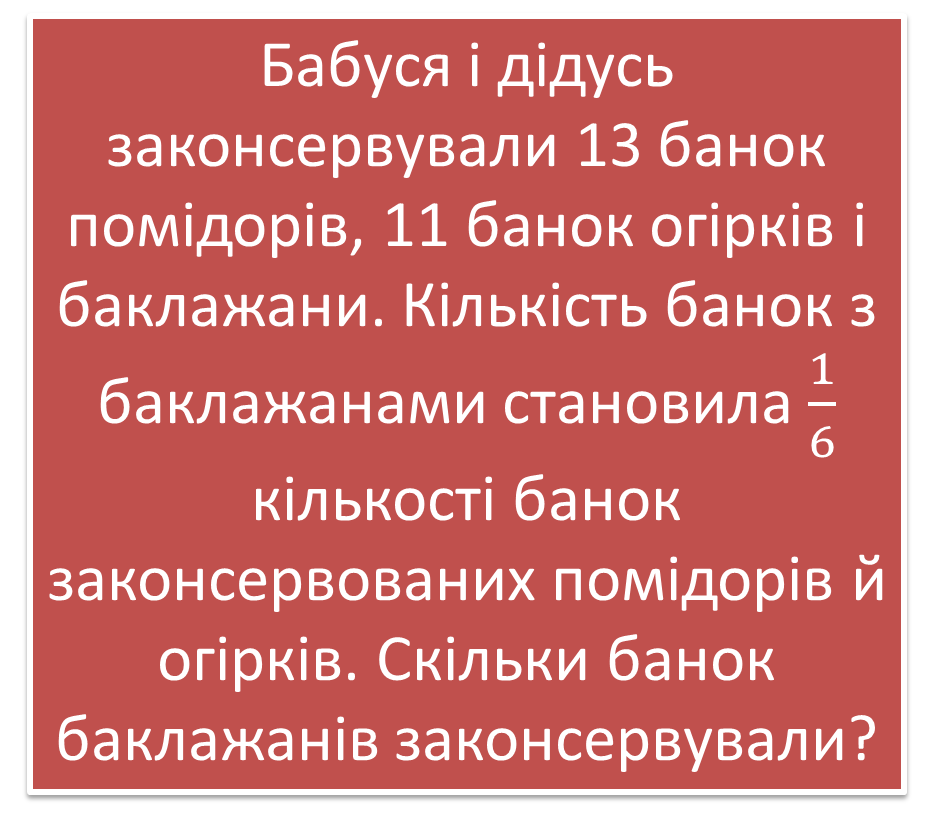 Бабуся і дідусь
законсервували 13 банок
помідорів, 11 банок огірків і
баклажани. Кількість банок з
баклажанами становила 1/6
кількості банок
законсервованих помідорів й
огірків. Скільки банок
баклажанів законсервували?